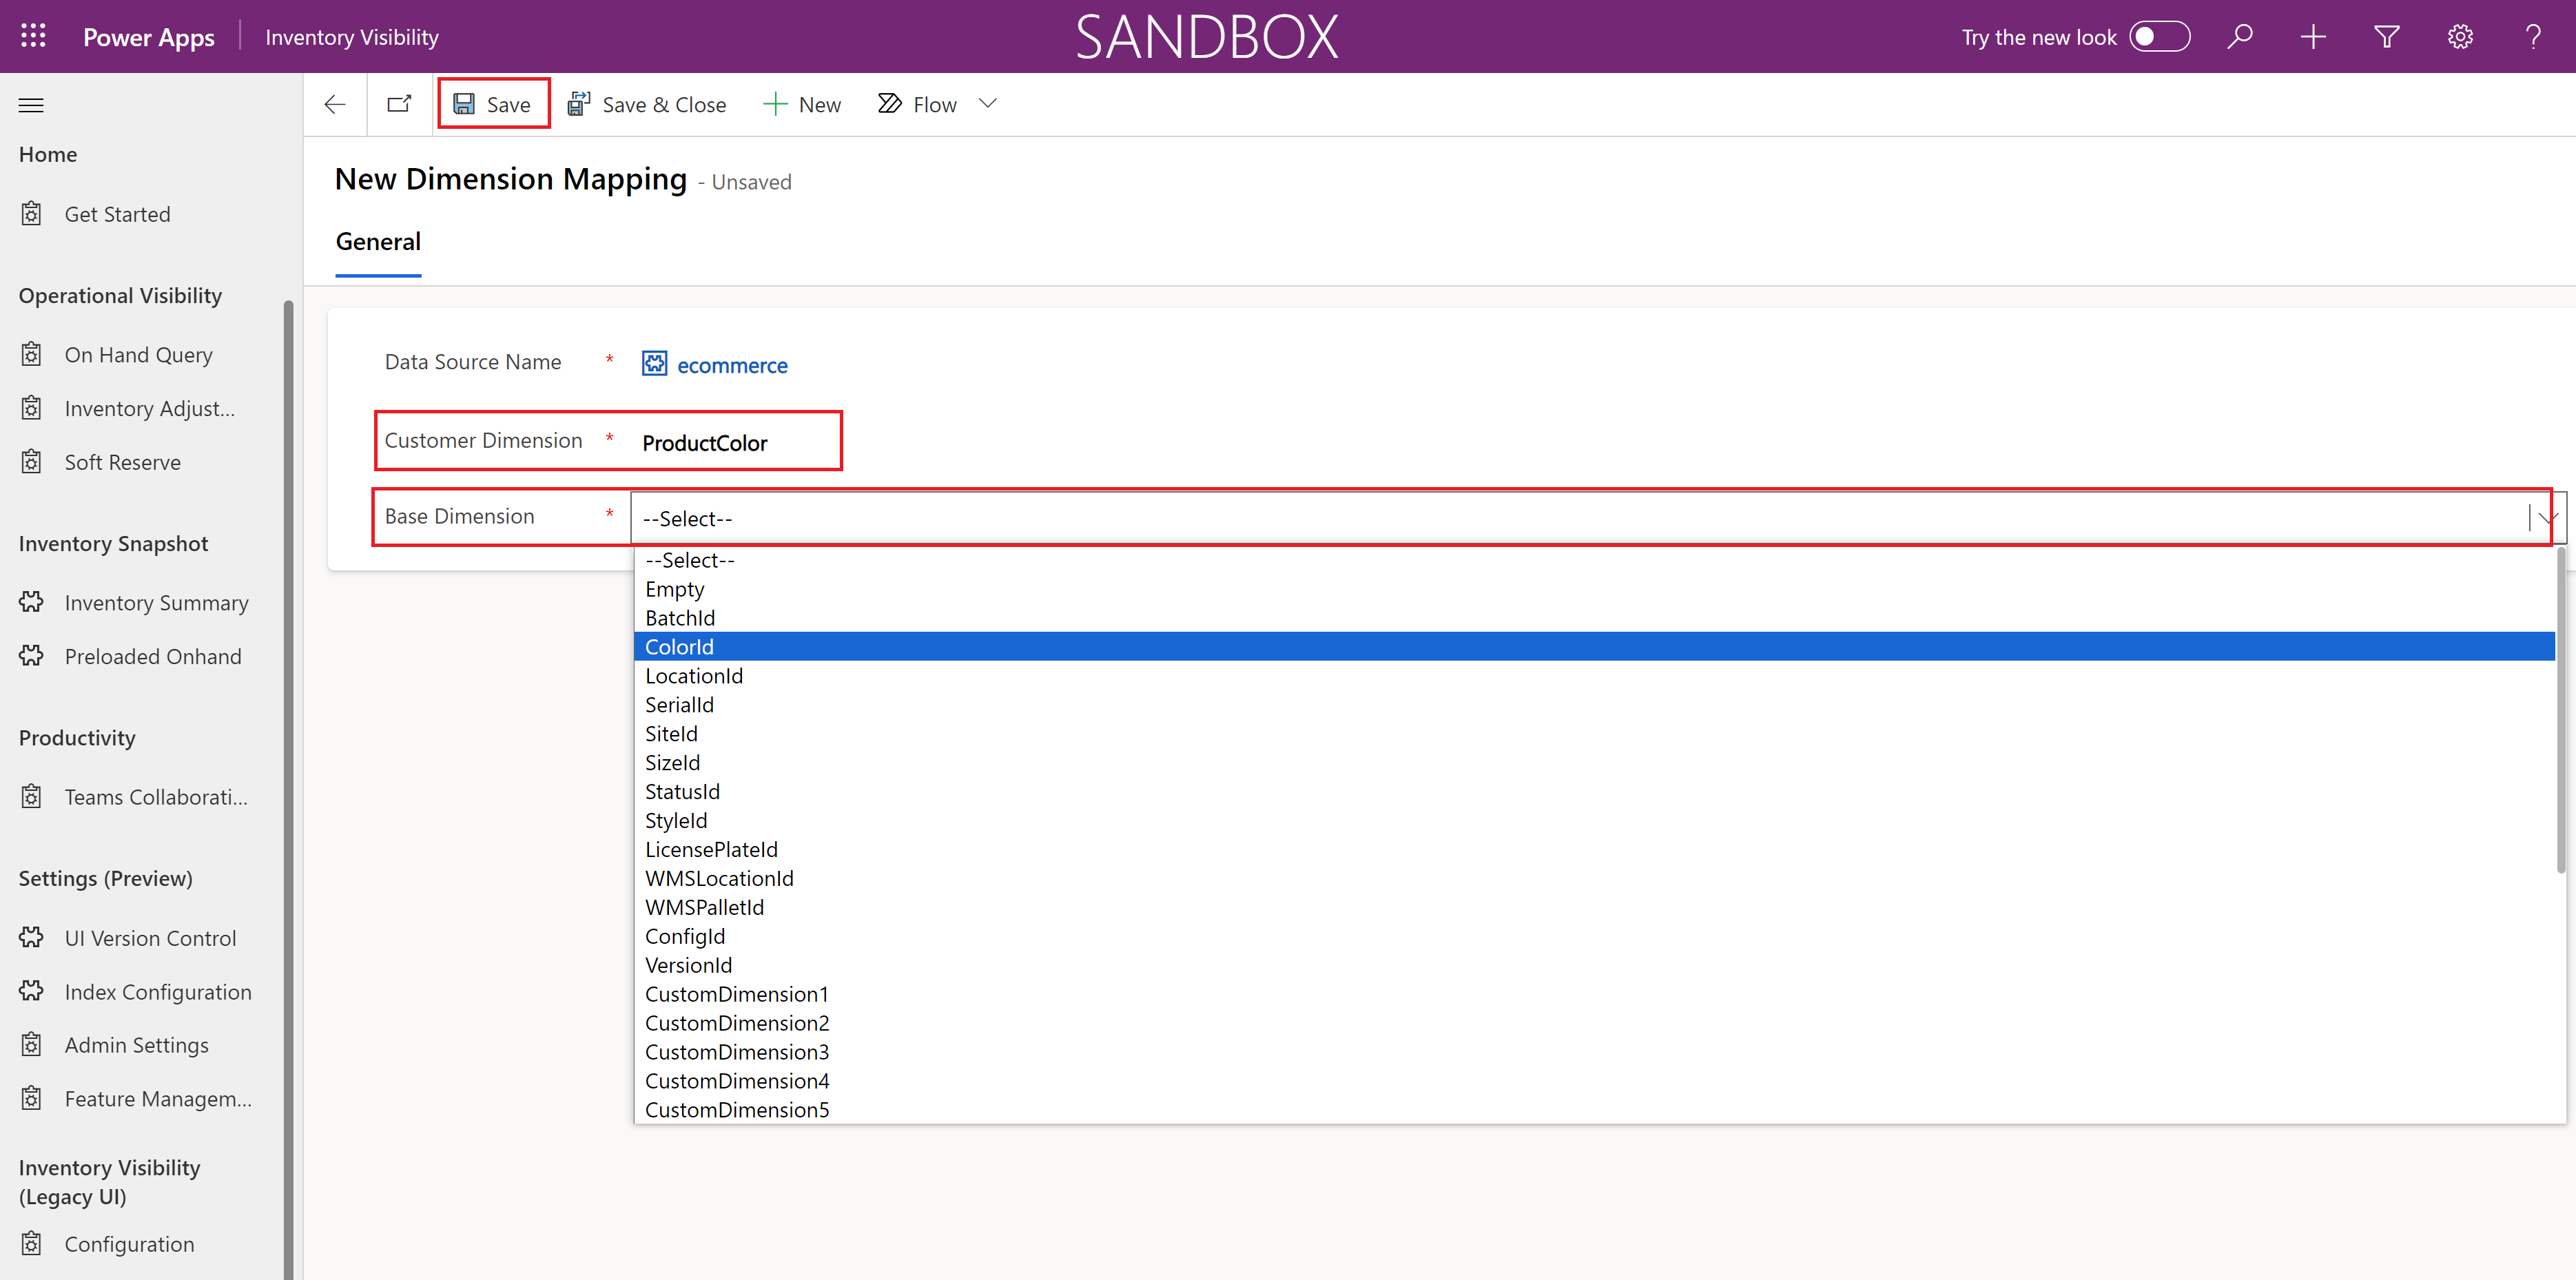 Power Apps
Inventory Visibility
SANDBOX
Try the new look
Save
Save & Close
New
Flow
Home
Get Started
Operational Visibility
On Hand Query
Inventory Adjust...
Soft Reserve
Inventory Snapshot
Inventory Summary
Preloaded Onhand
Productivity
Teams Collaborati...
Settings (Preview)
UI Version Control
Index Configuration
Admin Settings
Feature Managem...
Inventory Visibility
(Legacy UI)
Configuration
New Dimension Mapping - Unsaved
General
Data Source Name * ecommerce
Customer Dimension * ProductColor
Base Dimension * --Select--
--Select--
Empty
BatchId
ColorId
LocationId
SerialId
SiteId
SizeId
StatusId
StyleId
LicensePlateId
WMSLocationId
WMSPalletId
ConfigId
VersionId
CustomDimension1
CustomDimension2
CustomDimension3
CustomDimension4
CustomDimension5